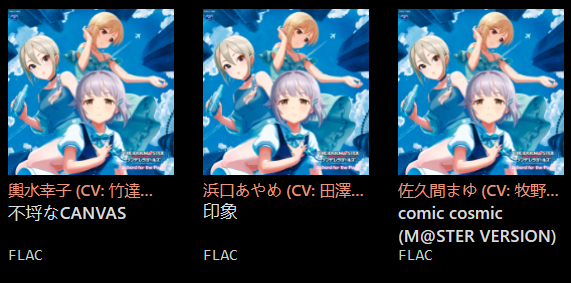 輿水幸子 (CV: 竹達...
不埒なCANVAS
FLAC
浜口あやめ (CV: 田澤...
印象
FLAC
佐久間まゆ (CV: 牧野...
comic cosmic
(M@STER VERSION)
FLAC